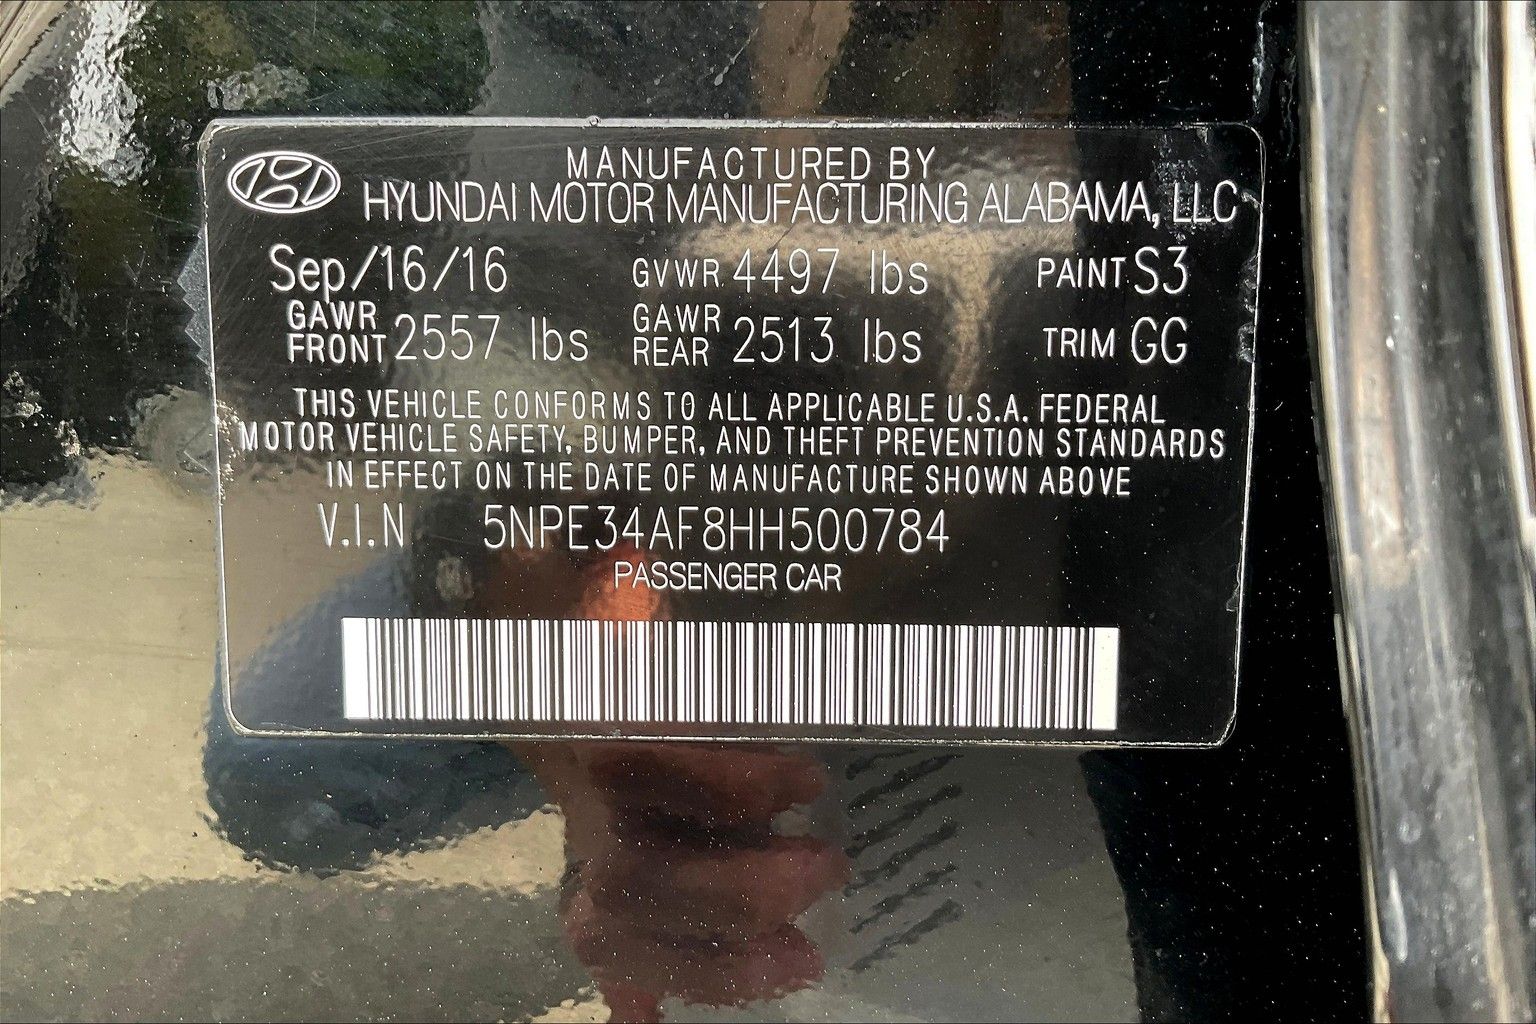 MANUFACTURED BY
HYUNDAI MOTOR MANUFACTURING ALABAMA, LLC
Sep/16/16 GVWR 4497 lbs PAINT S3
GAWR FRONT 2557 lbs GAWR REAR 2513 lbs TRIM GG
THIS VEHICLE CONFORMS TO ALL APPLICABLE U.S.A. FEDERAL
MOTOR VEHICLE SAFETY, BUMPER, AND THEFT PREVENTION STANDARDS
IN EFFECT ON THE DATE OF MANUFACTURE SHOWN ABOVE
V.I.N 5NPE34AF8HH500784
PASSENGER CAR